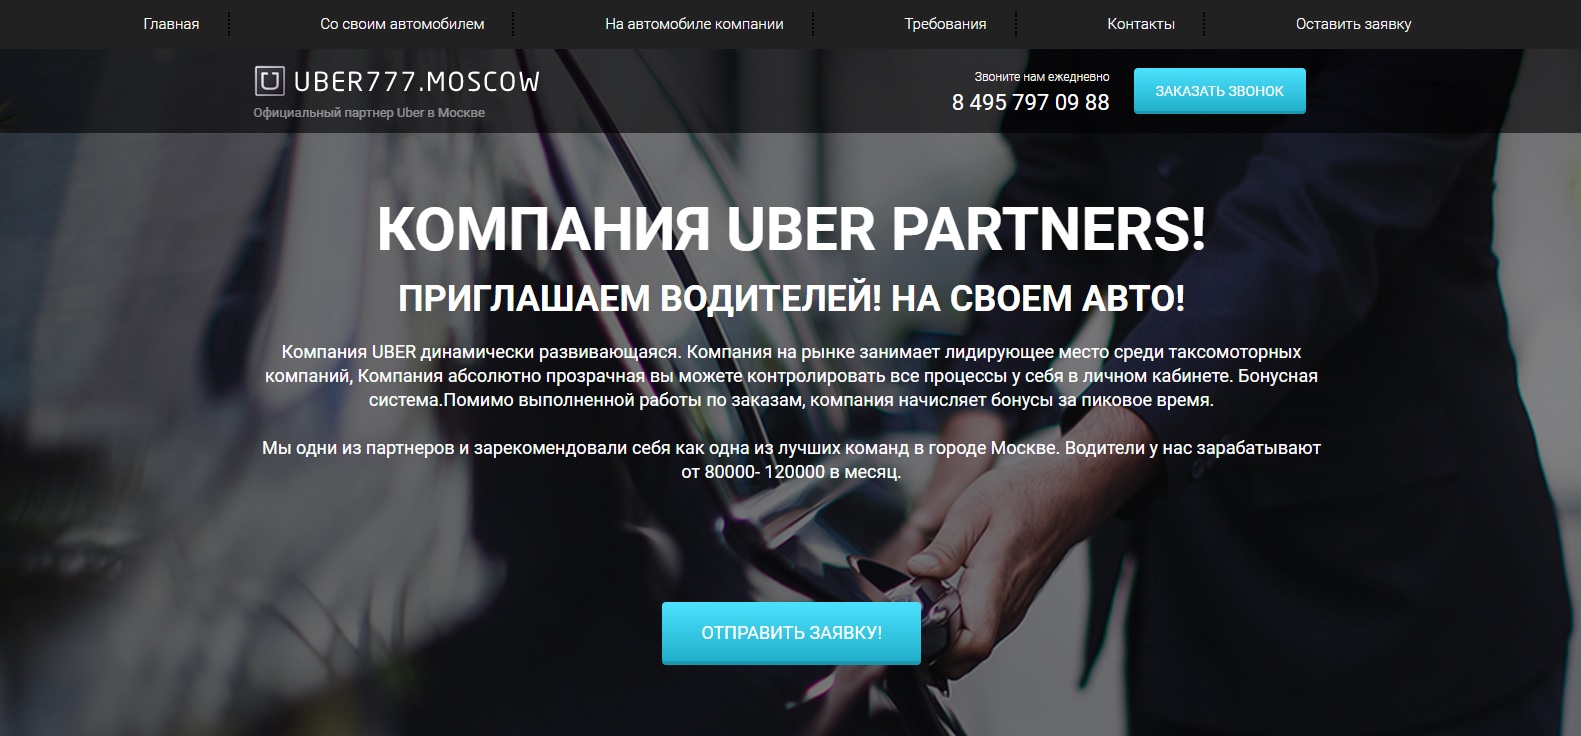 Главная
Со своим автомобилем
На автомобиле компании
Требования
Контакты
Оставить заявку
UBER777.MOSCOW
Официальный партнер Uber в Москве
Звоните нам ежедневно
8 495 797 09 88
ЗАКАЗАТЬ ЗВОНОК
КОМПАНИЯ UBER PARTNERS!
ПРИГЛАШАЕМ ВОДИТЕЛЕЙ! НА СВОЕМ АВТО!
Компания UBER динамически развивающаяся. Компания на рынке занимает лидирующее место среди таксомоторных
компаний, Компания абсолютно прозрачная вы можете контролировать все процессы у себя в личном кабинете. Бонусная
система.Помимо выполненной работы по заказам, компания начисляет бонусы за пиковое время.
Мы одни из партнеров и зарекомендовали себя как одна из лучших команд в городе Москве. Водители у нас зарабатывают
от 80000- 120000 в месяц.
ОТПРАВИТЬ ЗАЯВКУ!